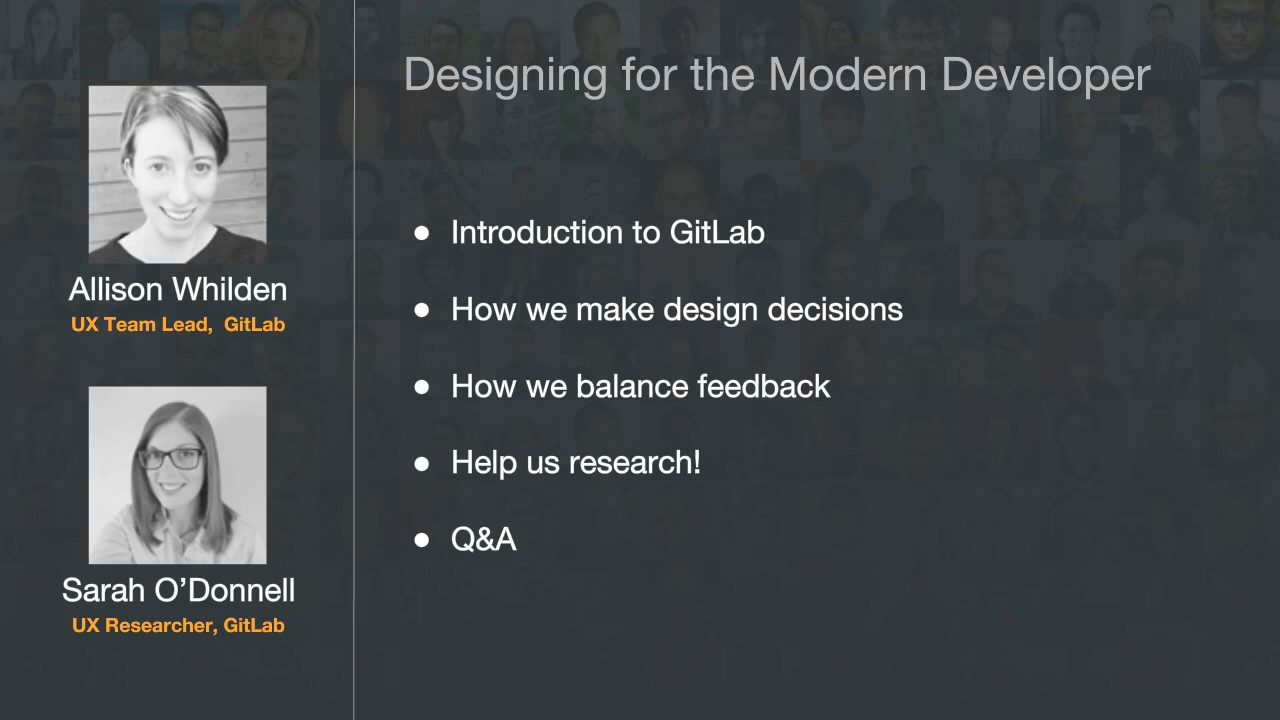 Designing for the Modern Developer
Allison Whilden
UX Team Lead,  GitLab
Sarah O’Donnell
UX Researcher, GitLab
● Introduction to GitLab
● How we make design decisions
● How we balance feedback
● Help us research!
● Q&A